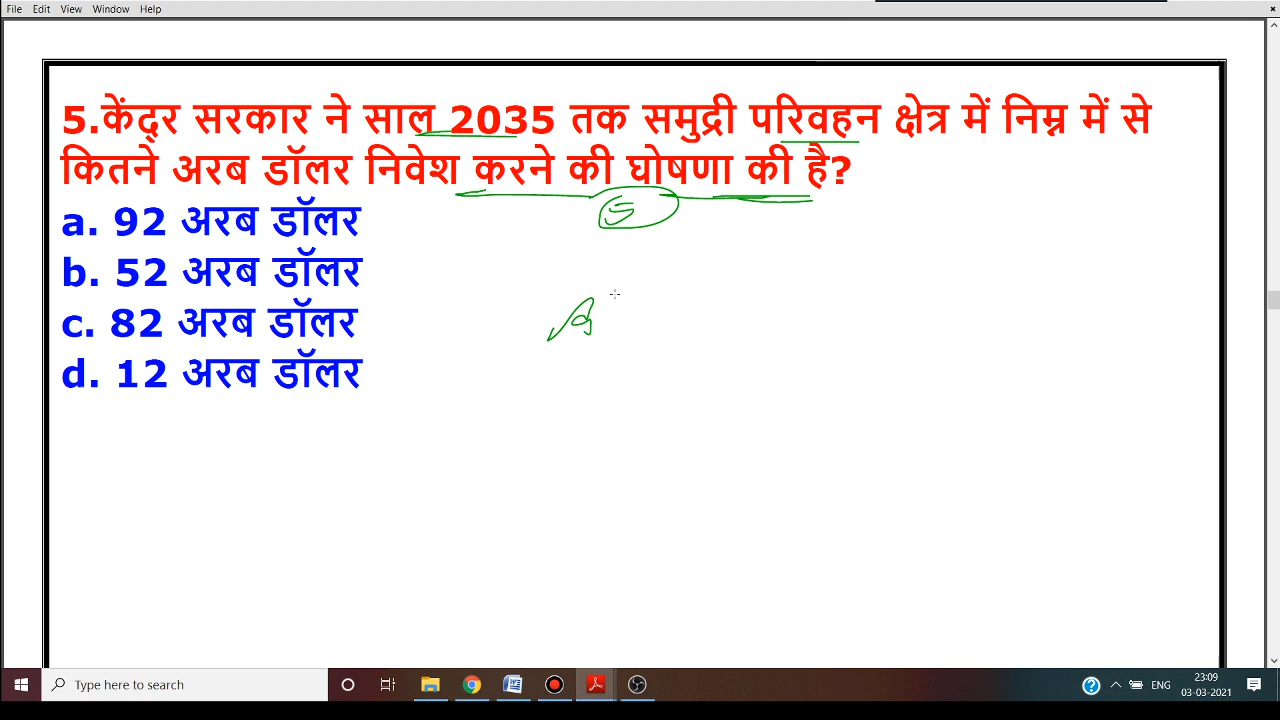 File Edit View Window Help
5.केंद्र सरकार ने साल 2035 तक समुद्री परिवहन क्षेत्र में निम्न में से
कितने अरब डॉलर निवेश करने की घोषणा की है?
5
a. 92 अरब डॉलर
b. 52 अरब डॉलर
c. 82 अरब डॉलर
d. 12 अरब डॉलर
Type here to search
ENG
23:09
03-03-2021